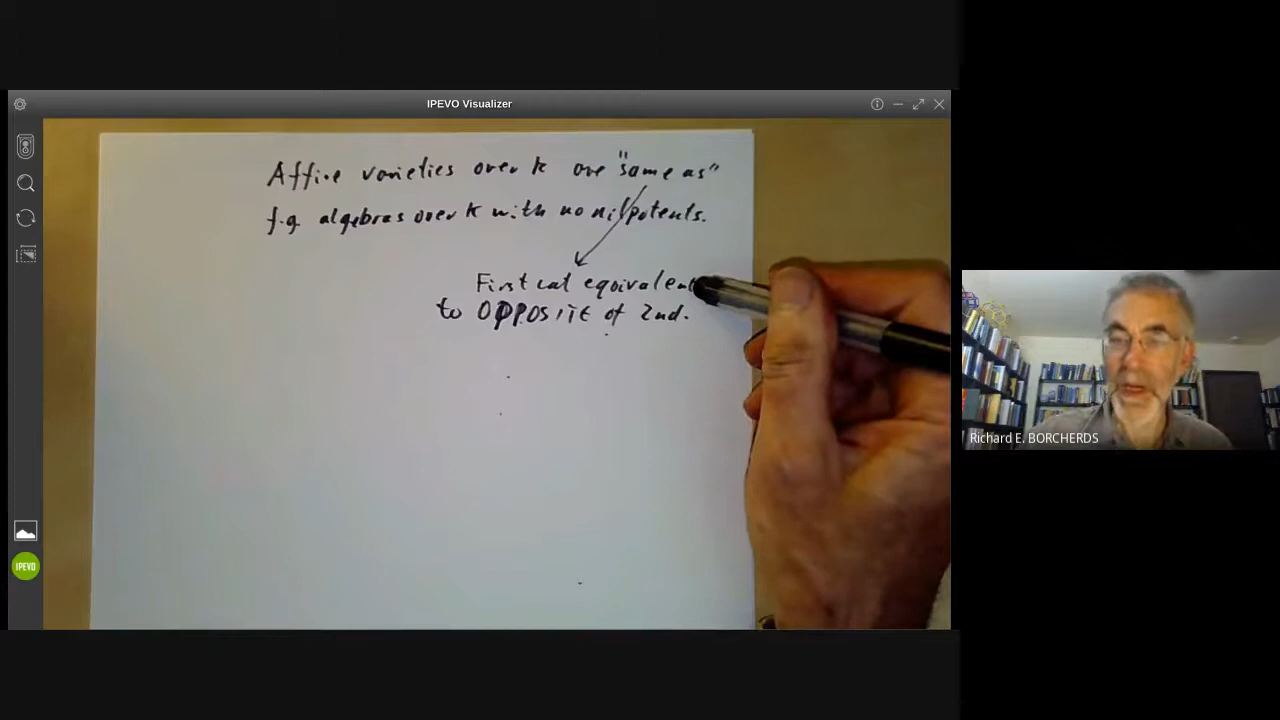 IPEVO Visualizer
Affine varieties over k are "same as"
f.g. algebras over k with no nilpotents.
First cat equivalent
to OPPOSITE of 2nd.
Richard E. BORCHERDS
IPEVO